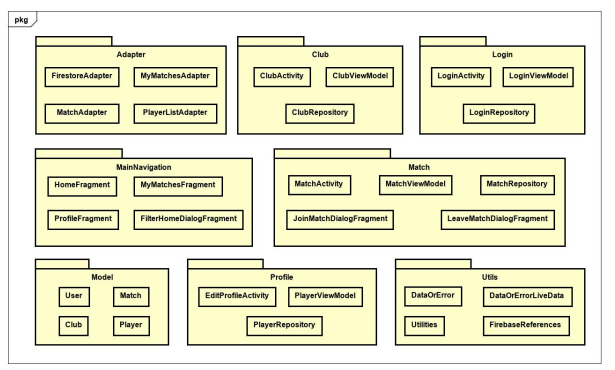 pkg
Adapter
FirestoreAdapter
MyMatchesAdapter
MatchAdapter
PlayerListAdapter
Club
ClubActivity
ClubViewModel
ClubRepository
Login
LoginActivity
LoginViewModel
LoginRepository
MainNavigation
HomeFragment
MyMatchesFragment
ProfileFragment
FilterHomeDialogFragment
Match
MatchActivity
MatchViewModel
MatchRepository
JoinMatchDialogFragment
LeaveMatchDialogFragment
Model
User
Match
Club
Player
Profile
EditProfileActivity
PlayerViewModel
PlayerRepository
Utils
DataOrError
DataOrErrorLiveData
Utilities
FirebaseReferences